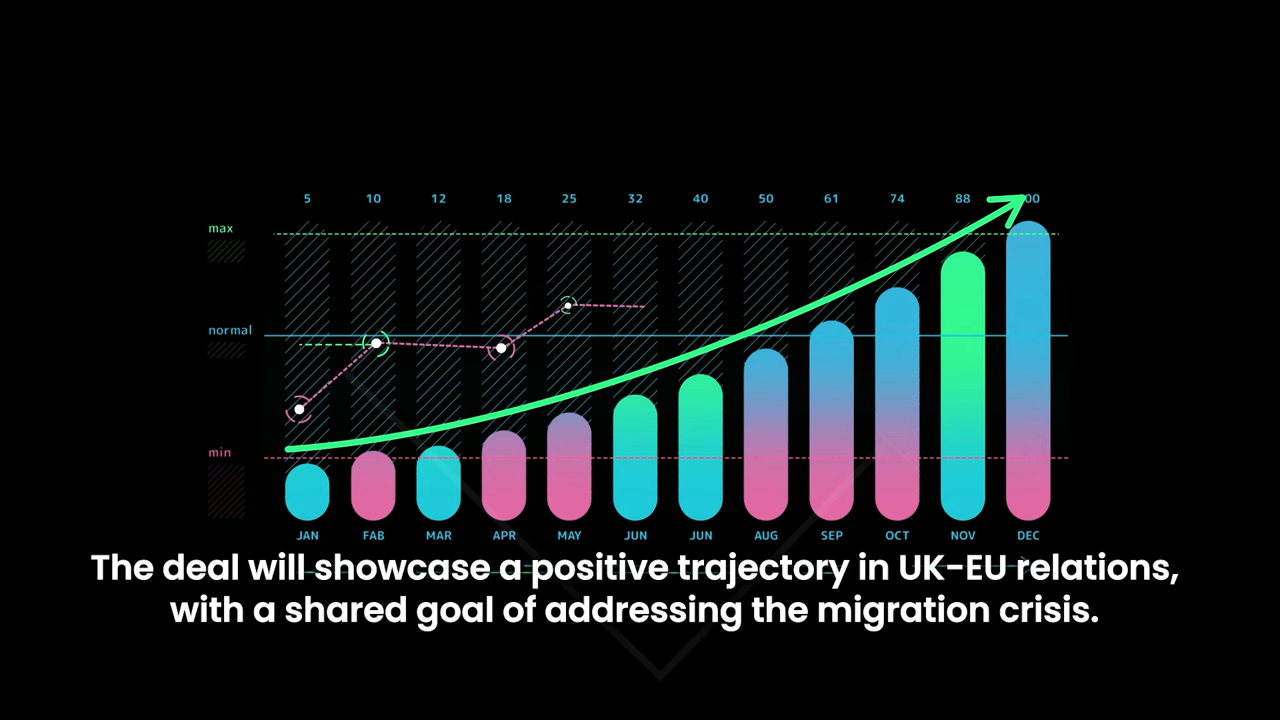 5 10 12 18 25 32 40 50 61 74 88 00
max
normal
min
JAN FAB MAR APR MAY JUN JUN AUG SEP OCT NOV DEC
The deal will showcase a positive trajectory in UK-EU relations,
with a shared goal of addressing the migration crisis.